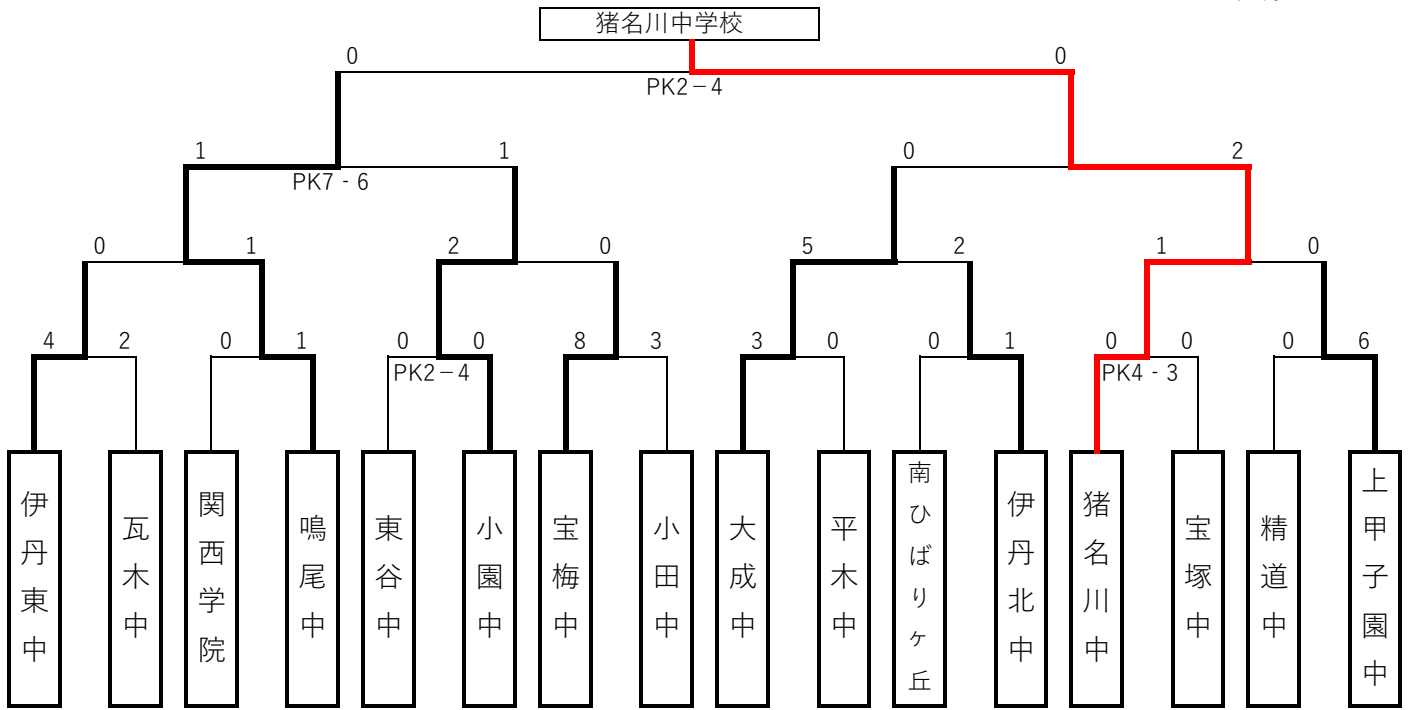 猪名川中学校
0 0
PK2－4
1 1 0 2
PK7 - 6
0 1 2 0 5 2 1 0
4 2 0 1 0 0 8 3 3 0 0 1 0 0 0 6
PK2－4 PK4 - 3
伊丹東中
瓦木中
関西学院
鳴尾中
東谷中
小園中
宝梅中
小田中
大成中
平木中
南ひばりヶ丘
伊丹北中
猪名川中
宝塚中
精道中
上甲子園中